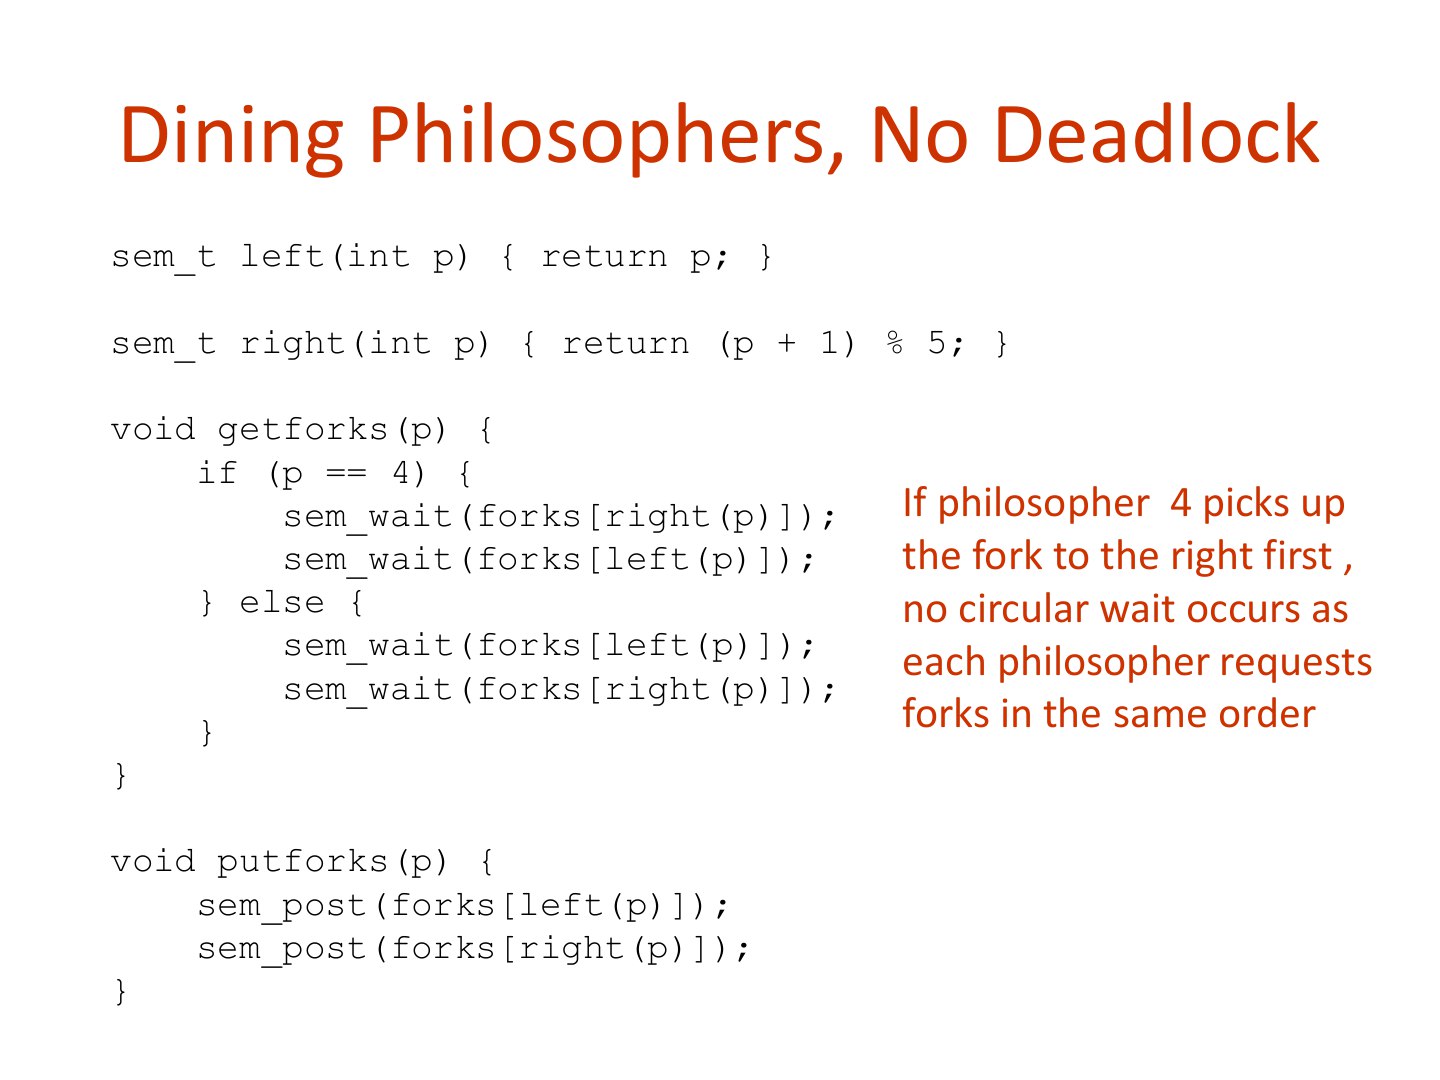 Dining Philosophers, No Deadlock
sem_t left(int p) { return p; }
sem_t right(int p) { return (p + 1) % 5; }
void getforks(p) {
    if (p == 4) {
        sem_wait(forks[right(p)]);
        sem_wait(forks[left(p)]);
    } else {
        sem_wait(forks[left(p)]);
        sem_wait(forks[right(p)]);
    }
}
void putforks(p) {
    sem_post(forks[left(p)]);
    sem_post(forks[right(p)]);
}
If philosopher  4 picks up
the fork to the right first ,
no circular wait occurs as
each philosopher requests
forks in the same order